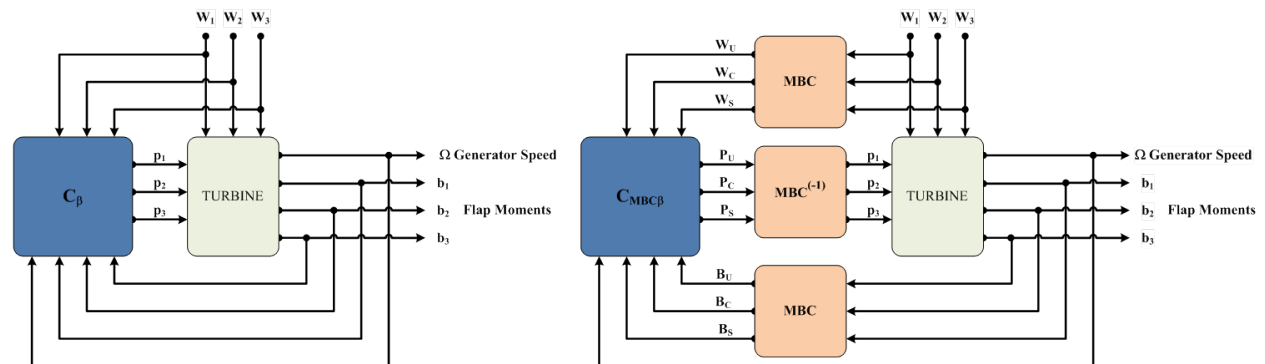 W1 W2 W3
Cβ
p1
p2
p3
TURBINE
Ω Generator Speed
b1
b2 Flap Moments
b3
W1 W2 W3
WU
WC
WS
MBC
CMBCβ
PU
PC
PS
MBC(-1)
p1
p2
p3
TURBINE
Ω Generator Speed
b1
b2 Flap Moments
b3
BU
BC
BS
MBC